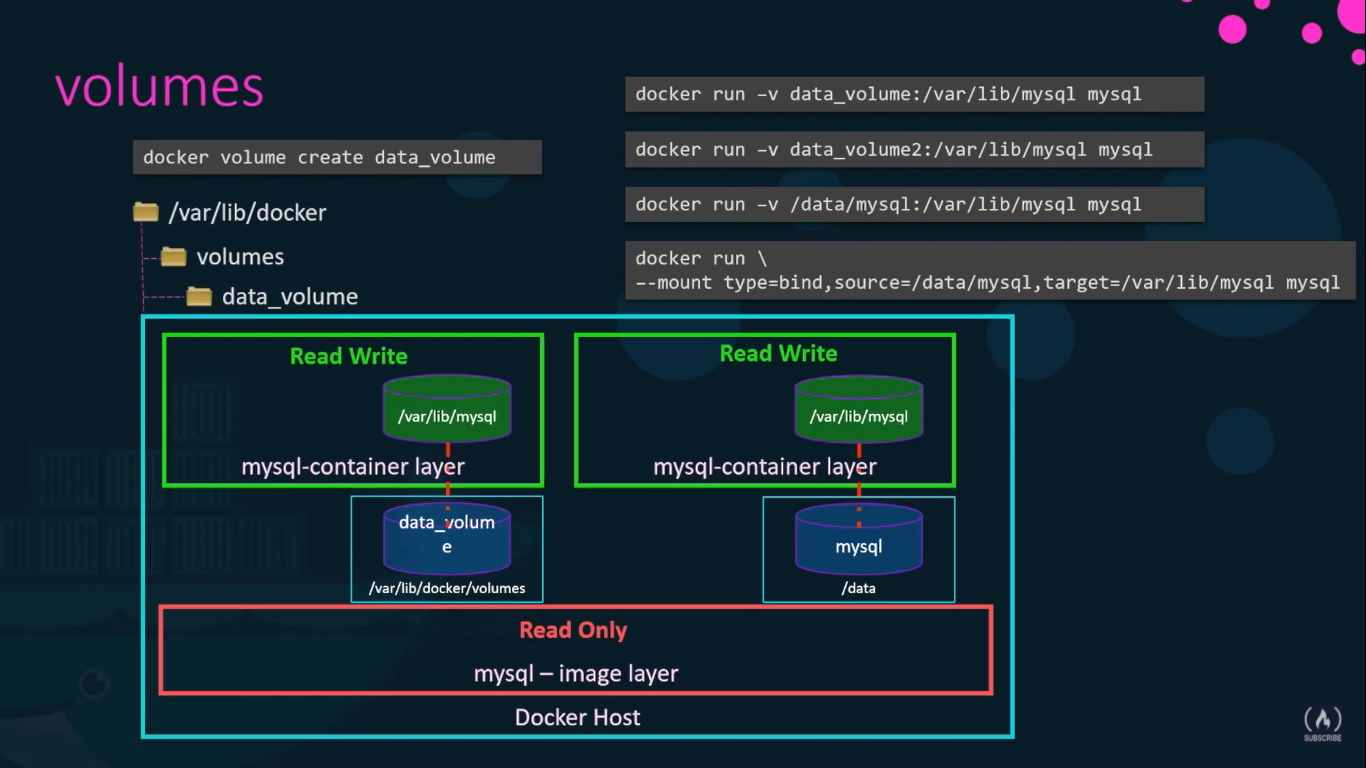 volumes
docker volume create data_volume
/var/lib/docker
volumes
data_volume
docker run –v data_volume:/var/lib/mysql mysql
docker run –v data_volume2:/var/lib/mysql mysql
docker run –v /data/mysql:/var/lib/mysql mysql
docker run \
--mount type=bind,source=/data/mysql,target=/var/lib/mysql mysql
Read Write
/var/lib/mysql
mysql-container layer
data_volum
e
/var/lib/docker/volumes
Read Write
/var/lib/mysql
mysql-container layer
mysql
/data
Read Only
mysql – image layer
Docker Host
SUBSCRIBE